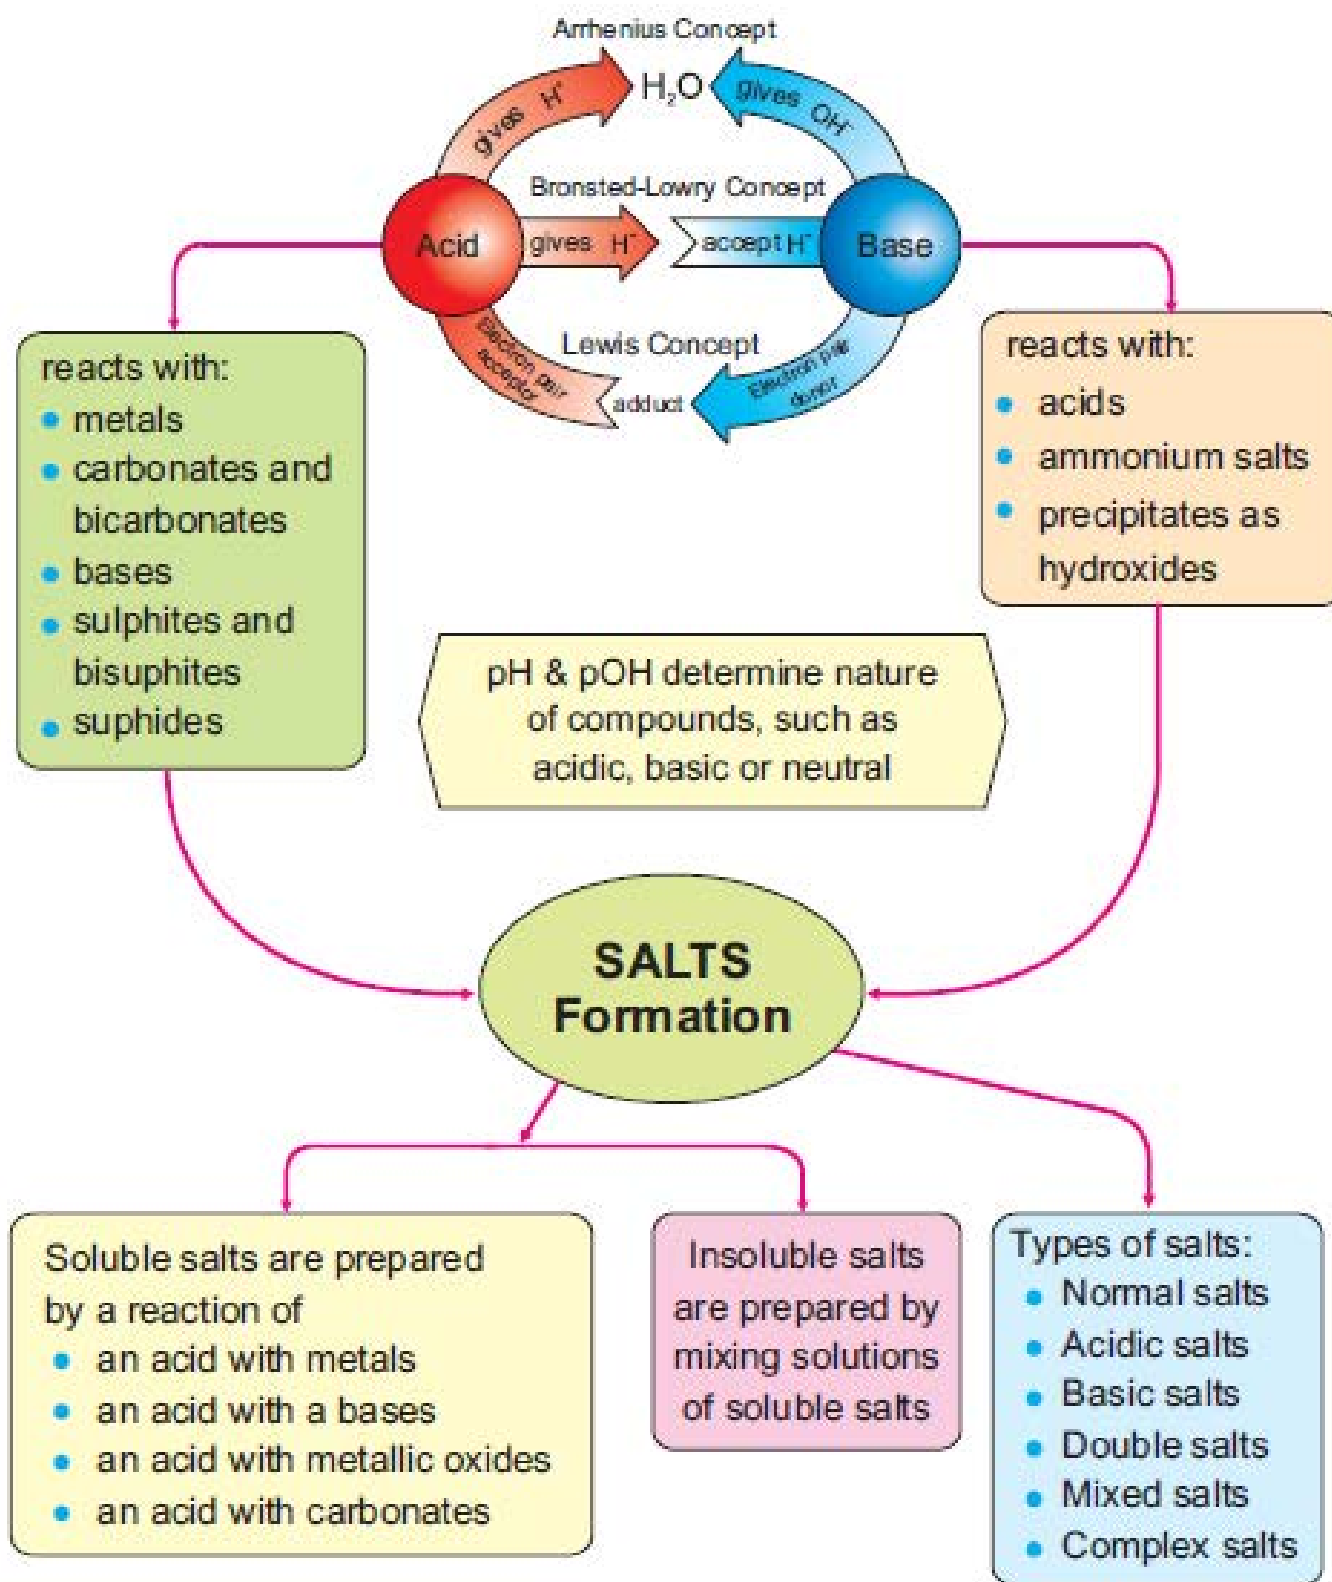 Arrhenius Concept
gives H⁺
H₂O
gives OH⁻
Bronsted-Lowry Concept
Acid
gives H⁺
accept H⁺
Base
Electron pair
acceptor
Lewis Concept
adduct
Electron pair
donor
reacts with:
metals
carbonates and
bicarbonates
bases
sulphites and
bisuphites
suphides
reacts with:
acids
ammonium salts
precipitates as
hydroxides
pH & pOH determine nature
of compounds, such as
acidic, basic or neutral
SALTS
Formation
Soluble salts are prepared
by a reaction of
an acid with metals
an acid with a bases
an acid with metallic oxides
an acid with carbonates
Insoluble salts
are prepared by
mixing solutions
of soluble salts
Types of salts:
Normal salts
Acidic salts
Basic salts
Double salts
Mixed salts
Complex salts